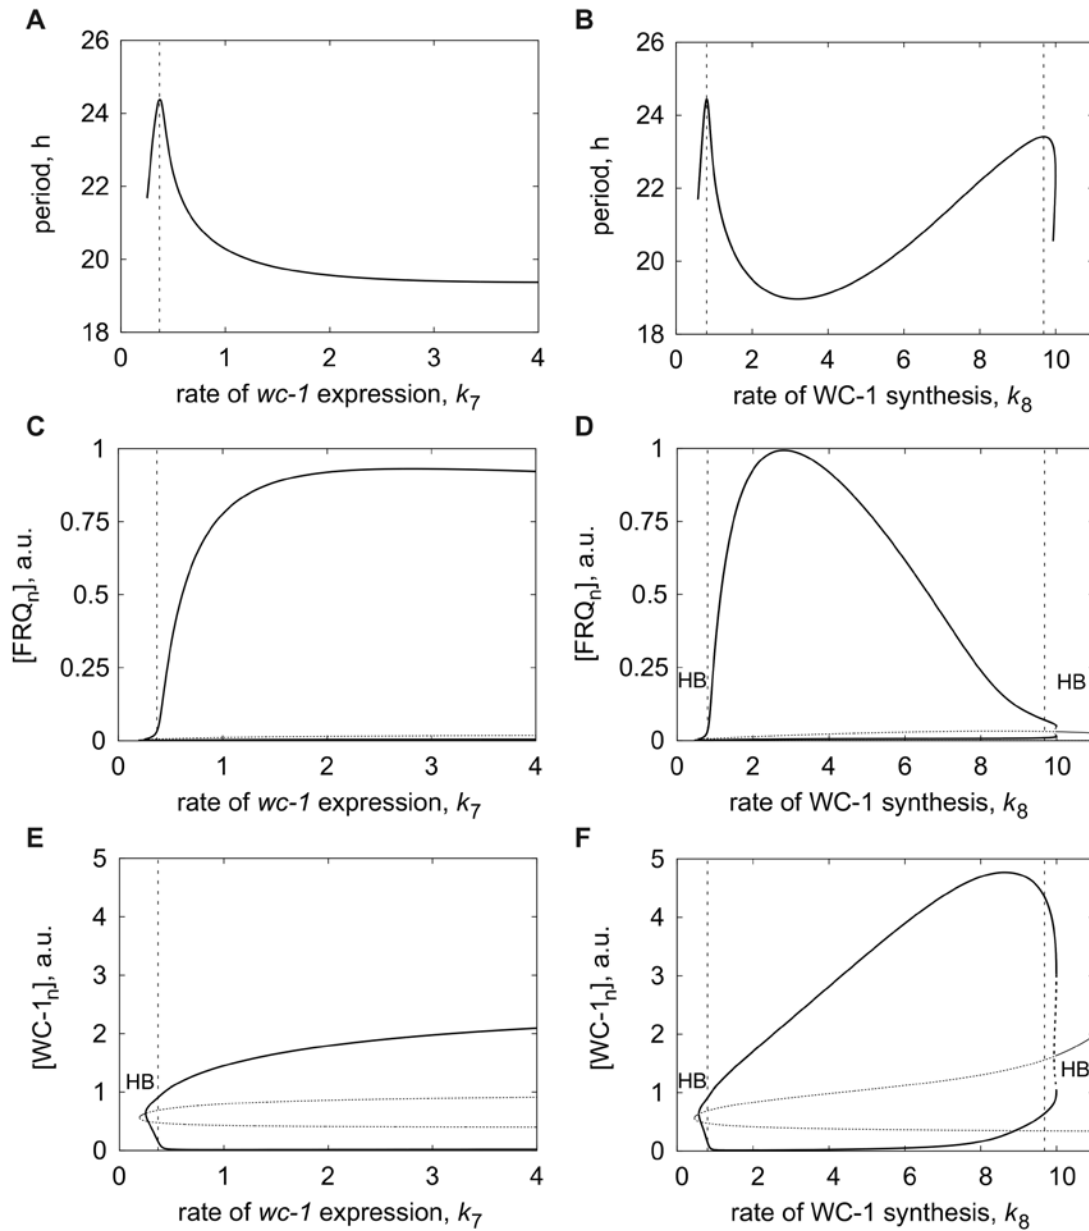 A
26
24
22
20
18
period, h
0 1 2 3 4
rate of wc-1 expression, k7
B
26
24
22
20
18
period, h
0 2 4 6 8 10
rate of WC-1 synthesis, k8
C
1
0.75
0.5
0.25
0
[FRQn], a.u.
0 1 2 3 4
rate of wc-1 expression, k7
D
1
0.75
0.5
0.25
0
[FRQn], a.u.
HB HB
0 2 4 6 8 10
rate of WC-1 synthesis, k8
E
5
4
3
2
1
0
[WC-1n], a.u.
HB
0 1 2 3 4
rate of wc-1 expression, k7
F
5
4
3
2
1
0
[WC-1n], a.u.
HB HB
0 2 4 6 8 10
rate of WC-1 synthesis, k8